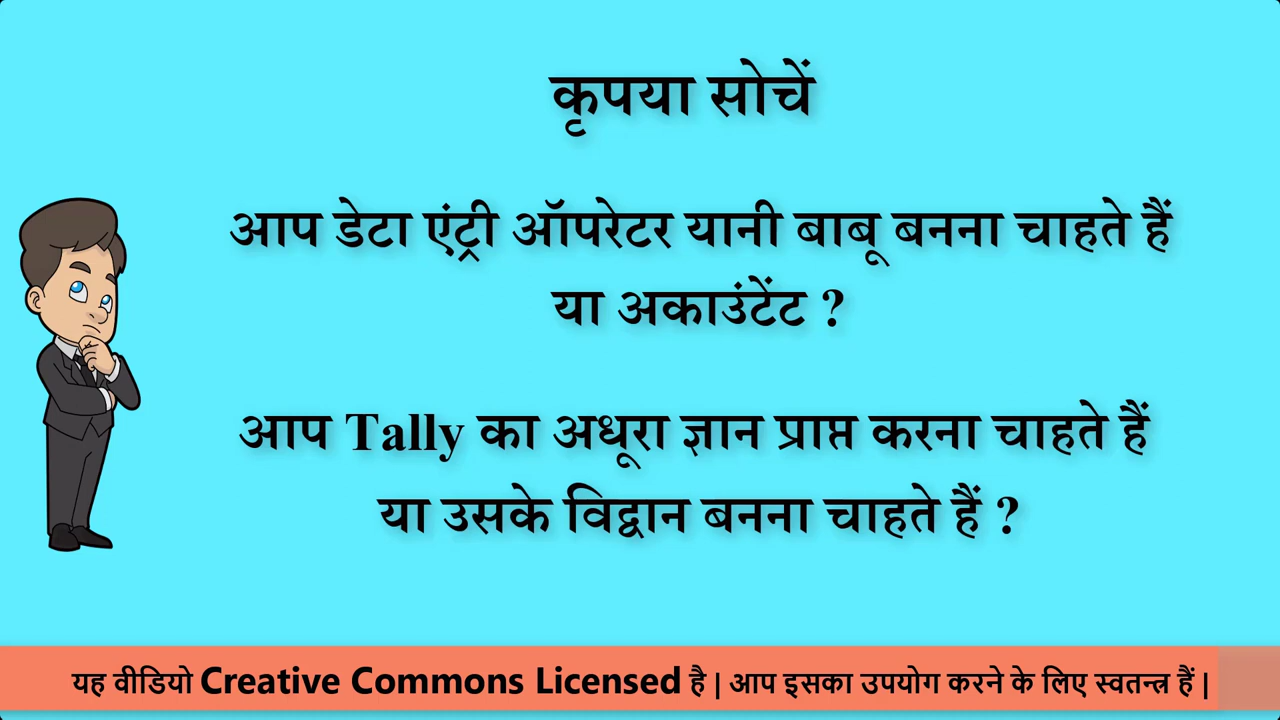 कृपया सोचें
आप डेटा एंट्री ऑपरेटर यानी बाबू बनना चाहते हैं
या अकाउंटेंट ?
आप Tally का अधूरा ज्ञान प्राप्त करना चाहते हैं
या उसके विद्वान बनना चाहते हैं ?
यह वीडियो Creative Commons Licensed है | आप इसका उपयोग करने के लिए स्वतन्त्र हैं |